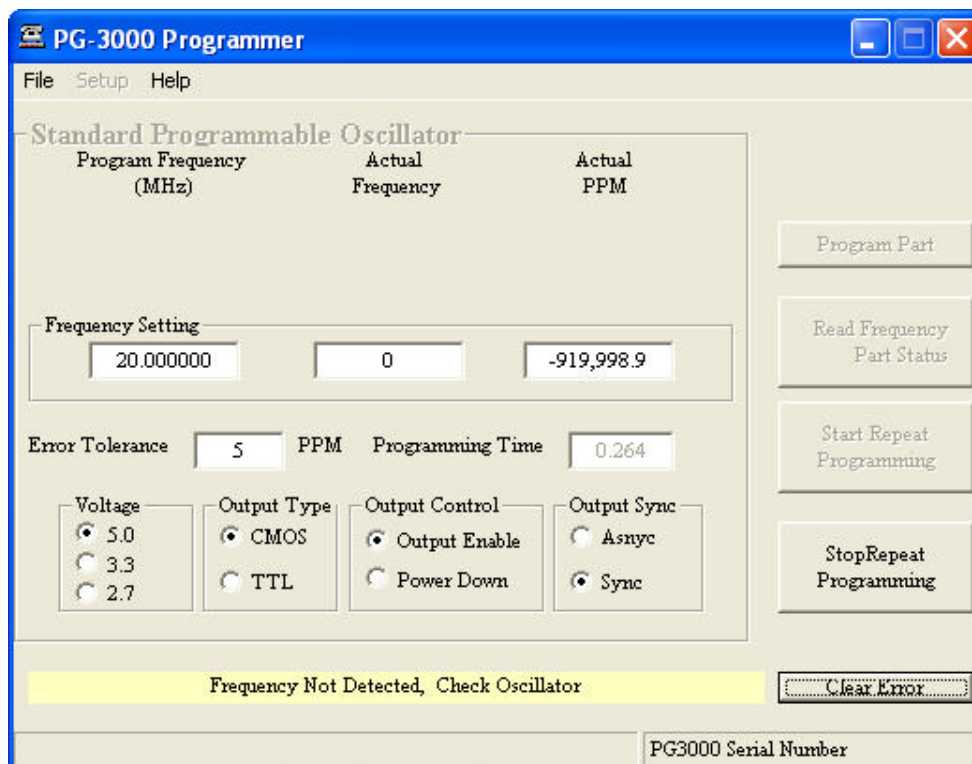 PG-3000 Programmer
File Setup Help
Standard Programmable Oscillator
Program Frequency
(MHz)
Actual
Frequency
Actual
PPM
Program Part
Frequency Setting
20.000000
0
-919,998.9
Read Frequency
Part Status
Error Tolerance 5 PPM Programming Time 0.264
Start Repeat
Programming
Voltage
5.0
3.3
2.7
Output Type
CMOS
TTL
Output Control
Output Enable
Power Down
Output Sync
Asnyc
Sync
StopRepeat
Programming
Frequency Not Detected, Check Oscillator
Clear Error
PG3000 Serial Number